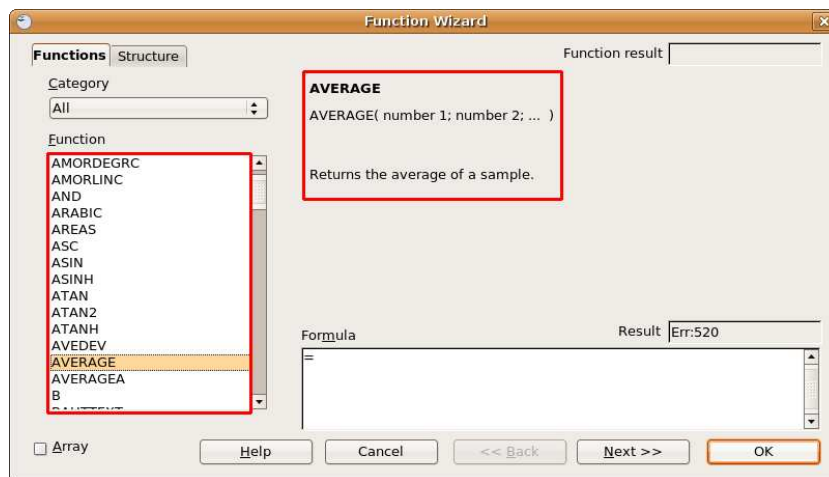 Function Wizard
Functions Structure
Function result
Category
All
Function
AMORDEGRC
AMORLINC
AND
ARABIC
AREAS
ASC
ASIN
ASINH
ATAN
ATAN2
ATANH
AVEDEV
AVERAGE
AVERAGEA
B
AVERAGE
AVERAGE( number 1; number 2; ... )
Returns the average of a sample.
Formula
Result Err:520
=
Array
Help
Cancel
<< Back
Next >>
OK